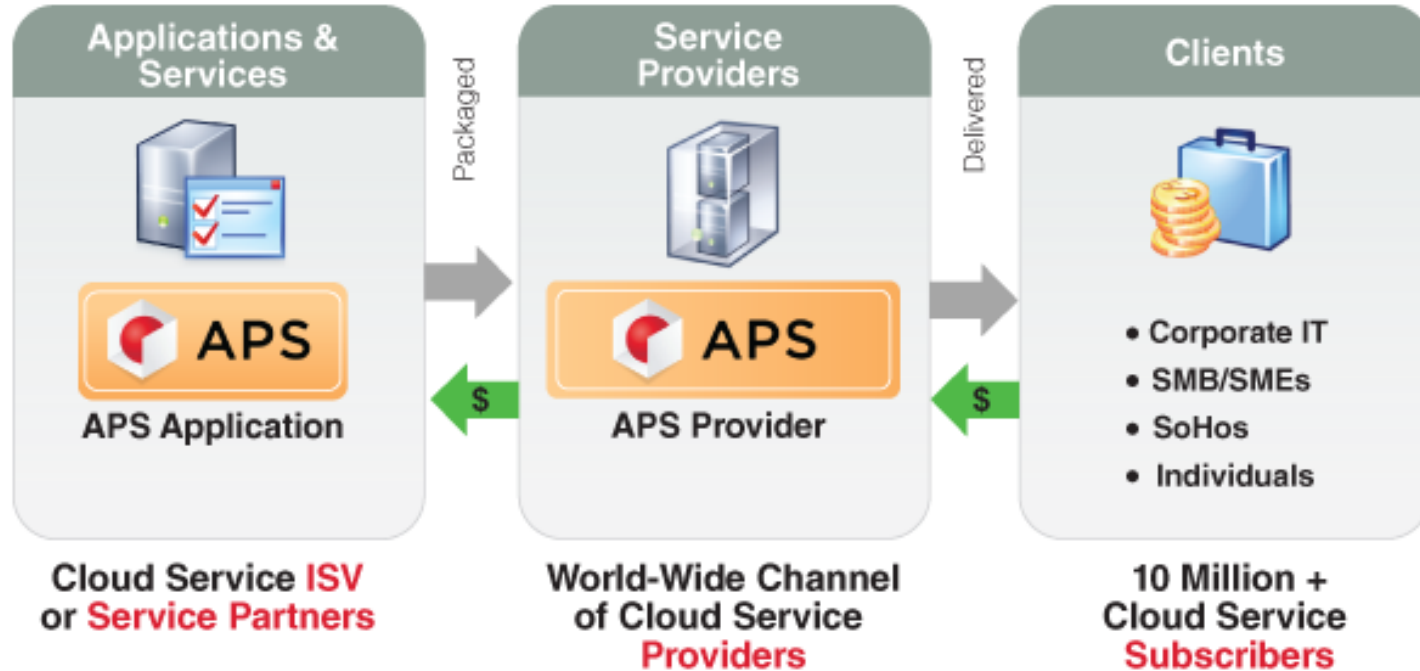 Applications &
Services
APS
APS Application
Cloud Service ISV
or Service Partners
Packaged
$
Service
Providers
APS
APS Provider
World-Wide Channel
of Cloud Service
Providers
Delivered
$
Clients
• Corporate IT
• SMB/SMEs
• SoHos
• Individuals
10 Million +
Cloud Service
Subscribers